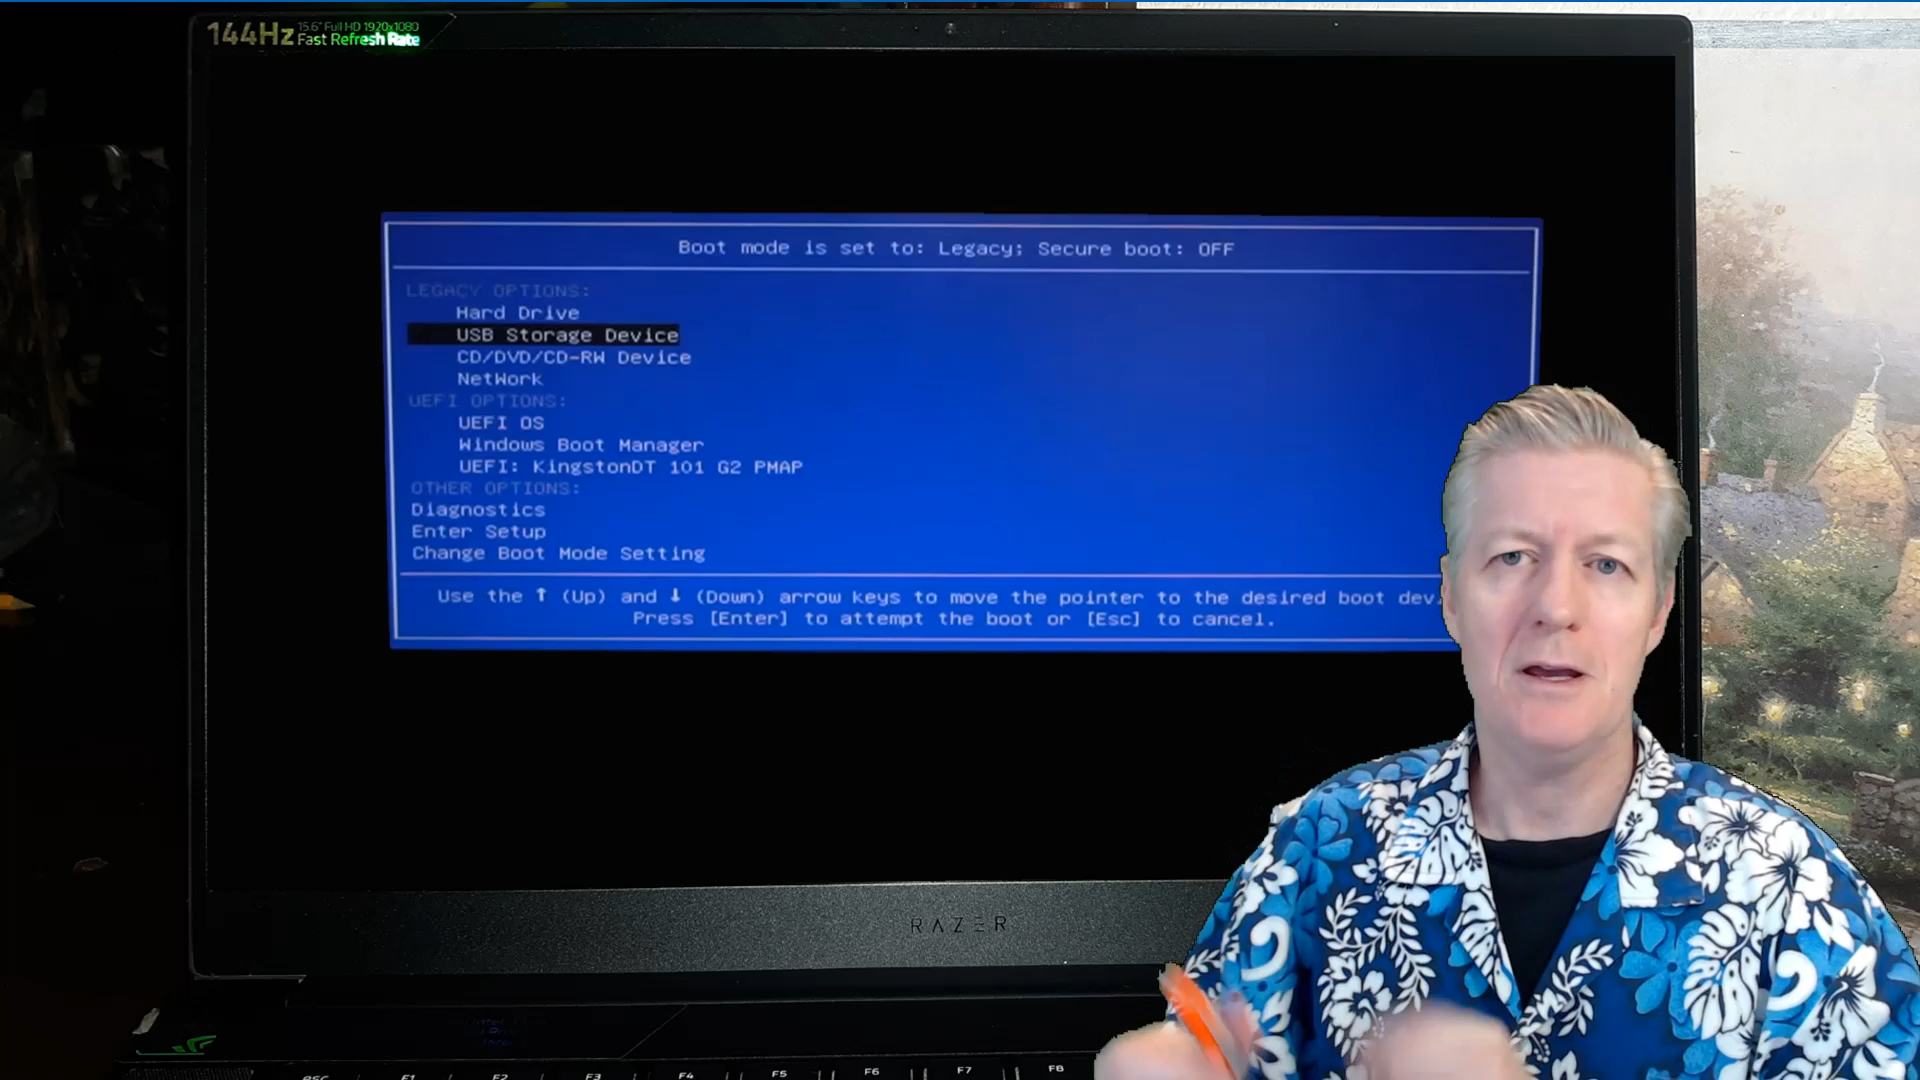 144Hz 15.6" Full HD 1920x1080
Fast Refresh Rate
Boot mode is set to: Legacy; Secure boot: OFF
LEGACY OPTIONS:
Hard Drive
USB Storage Device
CD/DVD/CD-RW Device
NetWork
UEFI OPTIONS:
UEFI OS
Windows Boot Manager
UEFI: KingstonDT 101 G2 PMAP
OTHER OPTIONS:
Diagnostics
Enter Setup
Change Boot Mode Setting
Use the ↑ (Up) and ↓ (Down) arrow keys to move the pointer to the desired boot dev
Press [Enter] to attempt the boot or [Esc] to cancel.
RAZER
esc F1 F2 F3 F4 F5 F6 F7 F8